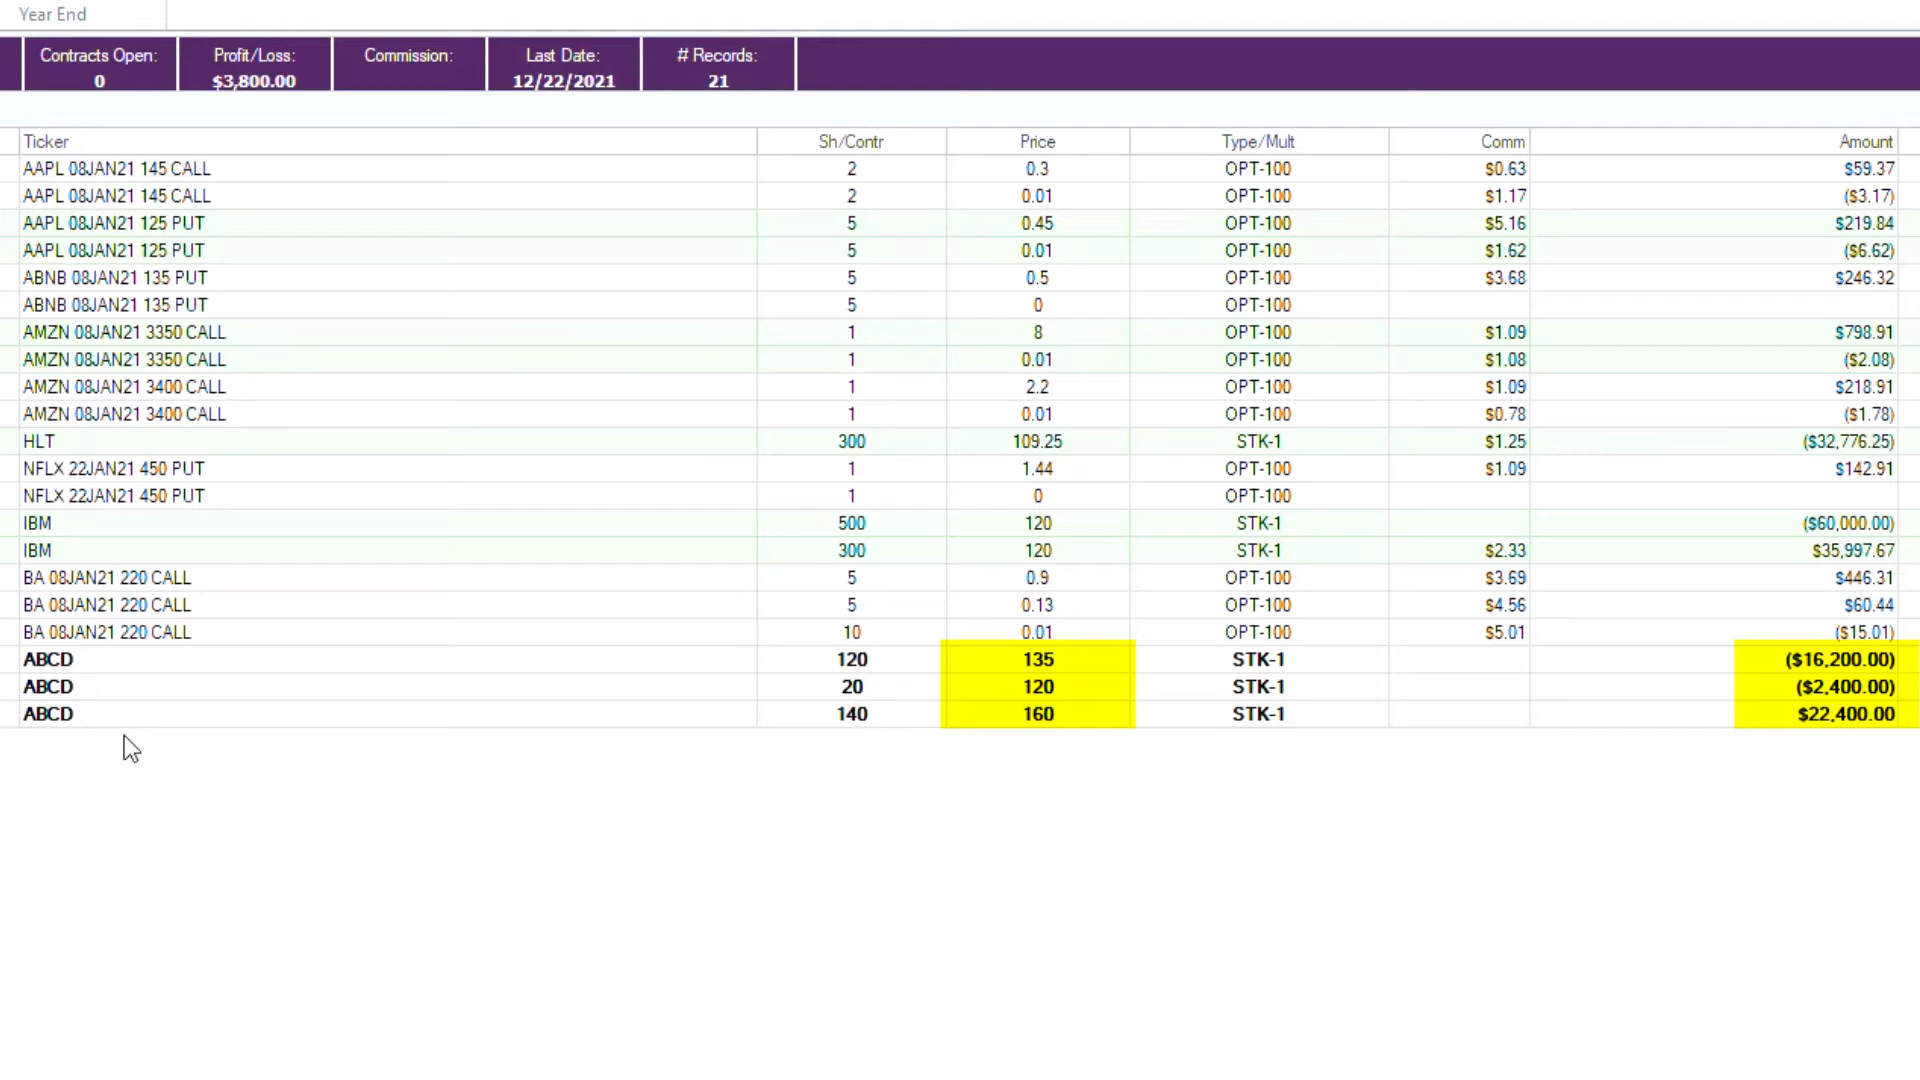 Year End
Contracts Open: Profit/Loss: Commission: Last Date: # Records:
0 $3,800.00 12/22/2021 21
Ticker Sh/Contr Price Type/Mult Comm Amount
AAPL 08JAN21 145 CALL 2 0.3 OPT-100 $0.63 $59.37
AAPL 08JAN21 145 CALL 2 0.01 OPT-100 $1.17 ($3.17)
AAPL 08JAN21 125 PUT 5 0.45 OPT-100 $5.16 $219.84
AAPL 08JAN21 125 PUT 5 0.01 OPT-100 $1.62 ($6.62)
ABNB 08JAN21 135 PUT 5 0.5 OPT-100 $3.68 $246.32
ABNB 08JAN21 135 PUT 5 0 OPT-100
AMZN 08JAN21 3350 CALL 1 8 OPT-100 $1.09 $798.91
AMZN 08JAN21 3350 CALL 1 0.01 OPT-100 $1.08 ($2.08)
AMZN 08JAN21 3400 CALL 1 2.2 OPT-100 $1.09 $218.91
AMZN 08JAN21 3400 CALL 1 0.01 OPT-100 $0.78 ($1.78)
HLT 300 109.25 STK-1 $1.25 ($32,776.25)
NFLX 22JAN21 450 PUT 1 1.44 OPT-100 $1.09 $142.91
NFLX 22JAN21 450 PUT 1 0 OPT-100
IBM 500 120 STK-1 ($60,000.00)
IBM 300 120 STK-1 $2.33 $35,997.67
BA 08JAN21 220 CALL 5 0.9 OPT-100 $3.69 $446.31
BA 08JAN21 220 CALL 5 0.13 OPT-100 $4.56 $60.44
BA 08JAN21 220 CALL 10 0.01 OPT-100 $5.01 ($15.01)
ABCD 120 135 STK-1 ($16,200.00)
ABCD 20 120 STK-1 ($2,400.00)
ABCD 140 160 STK-1 $22,400.00